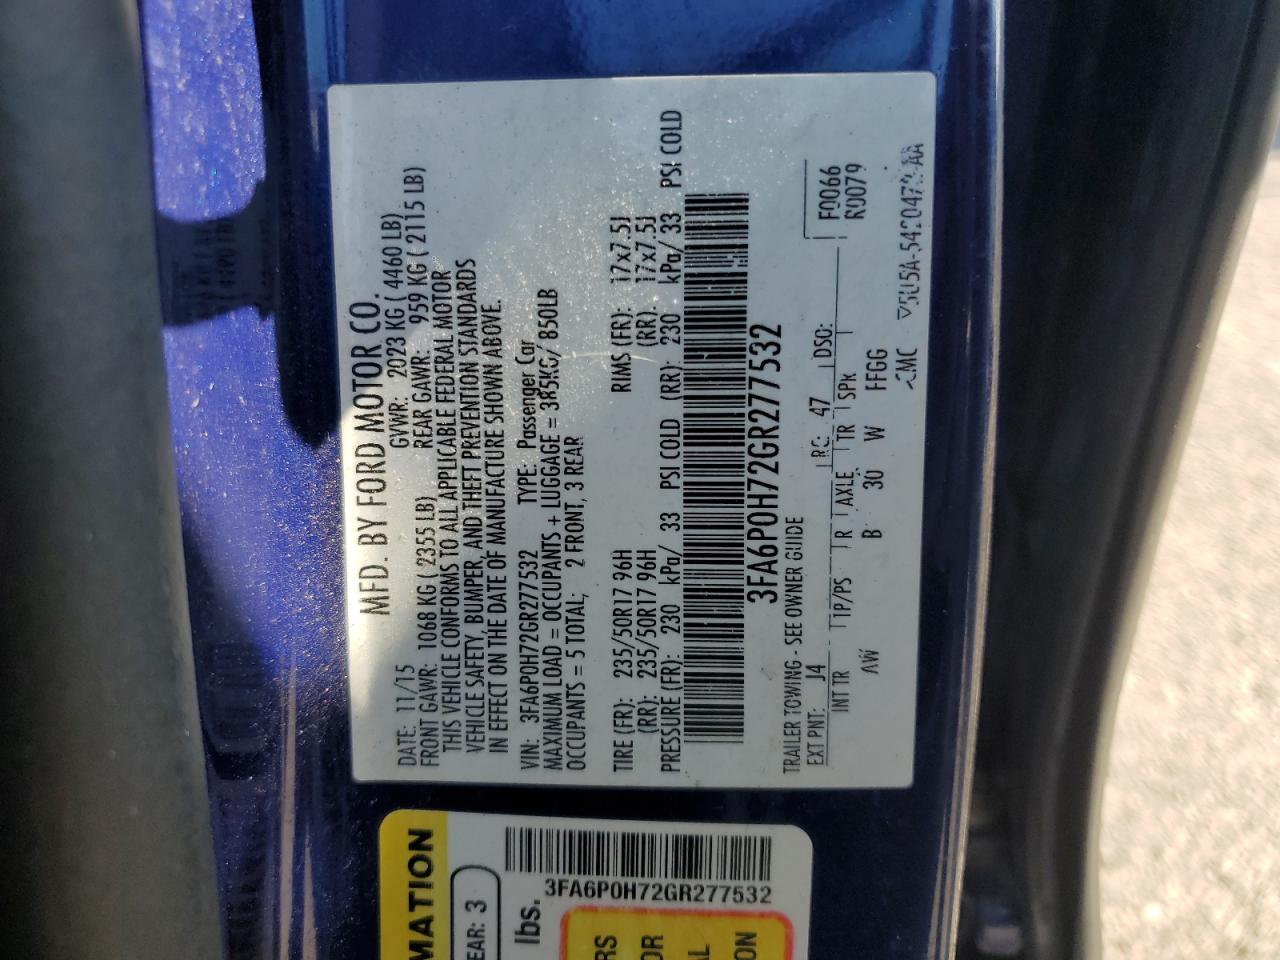 MFD. BY FORD MOTOR CO.
DATE: 11/15 GVWR: 2023 KG ( 4460 LB)
FRONT GAWR: 1068 KG ( 2355 LB) REAR GAWR: 959 KG ( 2115 LB)
THIS VEHICLE CONFORMS TO ALL APPLICABLE FEDERAL MOTOR
VEHICLE SAFETY, BUMPER, AND THEFT PREVENTION STANDARDS
IN EFFECT ON THE DATE OF MANUFACTURE SHOWN ABOVE.
VIN: 3FA6P0H72GR277532 TYPE: Passenger Car
MAXIMUM LOAD = OCCUPANTS + LUGGAGE = 385KG/ 850LB
OCCUPANTS = 5 TOTAL; 2 FRONT, 3 REAR
TIRE (FR): 235/50R17 96H RIMS (FR): 17x7.5J
(RR): 235/50R17 96H (RR): 17x7.5J
PRESSURE (FR): 230 kPa/ 33 PSI COLD (RR): 230 kPa/ 33 PSI COLD
3FA6P0H72GR277532
TRAILER TOWING - SEE OWNER GUIDE F0066
EXT PNT: J4 RC: 47 DSO: R0079
INT TR TP/PS R AXLE TR SPR
AW B 30 W FFGG
MATION
EAR: 3
3FA6P0H72GR277532
lbs.